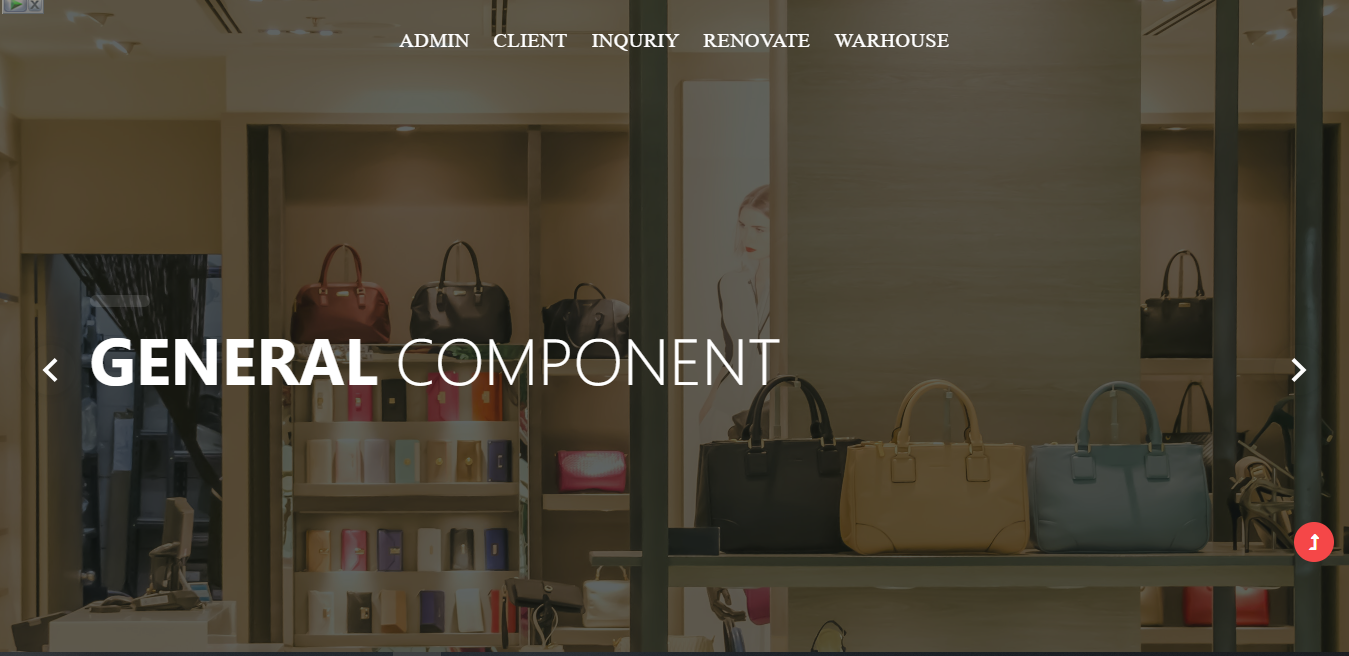 ADMIN CLIENT INQURIY RENOVATE WARHOUSE
GENERAL COMPONENT